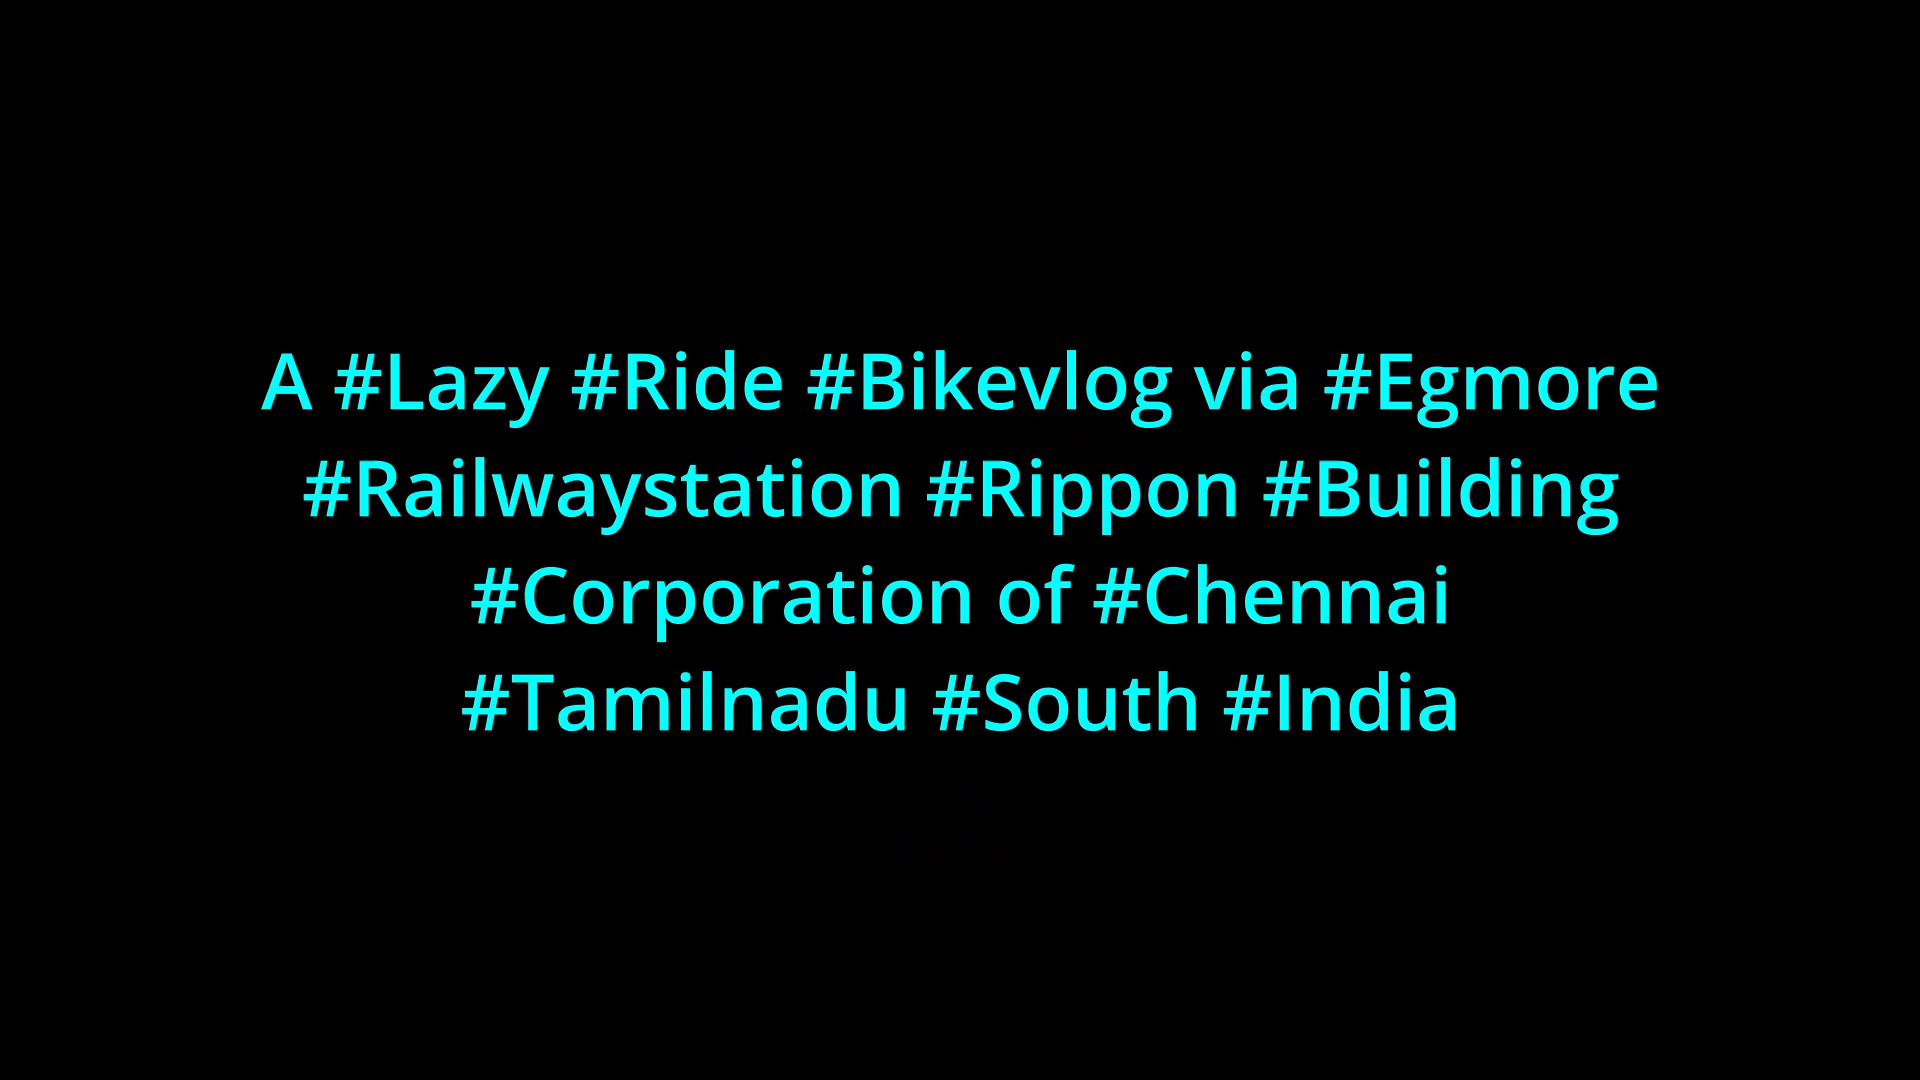 A #Lazy #Ride #Bikevlog via #Egmore
#Railwaystation #Rippon #Building
#Corporation of #Chennai
#Tamilnadu #South #India